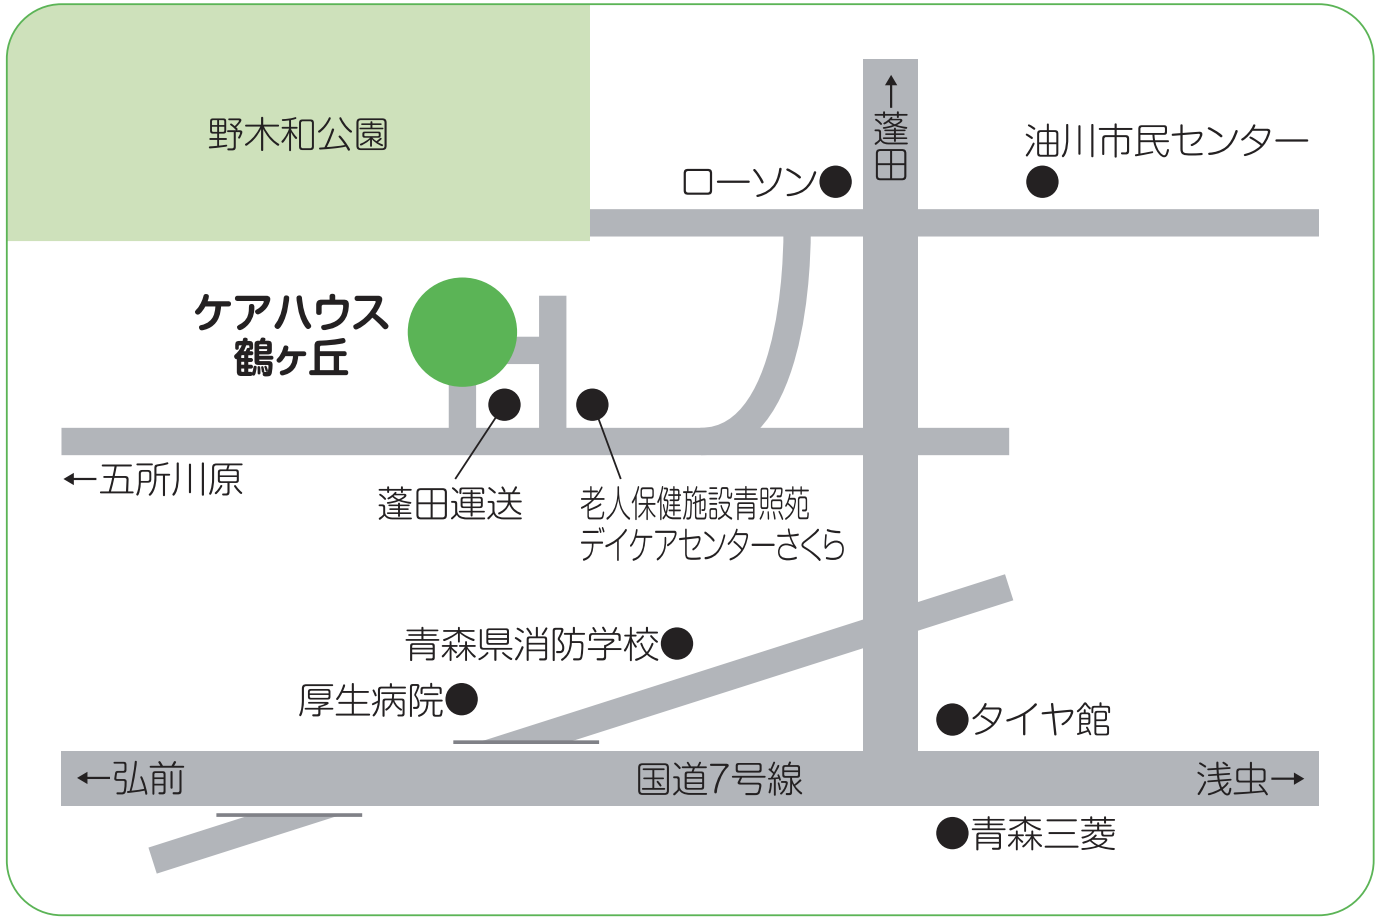 野木和公園
↑蓬田
油川市民センター
ローソン
ケアハウス
鶴ヶ丘
←五所川原
蓬田運送
老人保健施設青照苑
デイケアセンターさくら
青森県消防学校
厚生病院
タイヤ館
←弘前
国道7号線
浅虫→
青森三菱